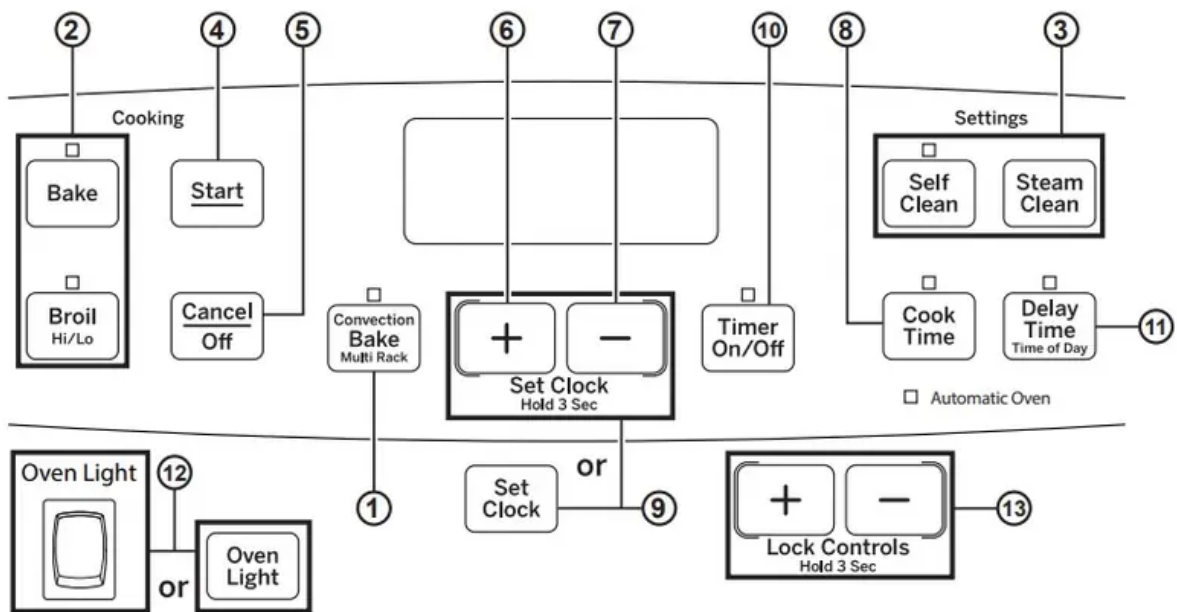 2
4
5
6
7
10
8
3
Cooking
Settings
Bake
Start
Self
Clean
Steam
Clean
Broil
Hi/Lo
Cancel
Off
Convection
Bake
Multi Rack
+
−
Set Clock
Hold 3 Sec
Timer
On/Off
Cook
Time
Delay
Time
Time of Day
11
Automatic Oven
Oven Light
12
or
Oven
Light
1
Set
Clock
or
9
+
−
Lock Controls
Hold 3 Sec
13